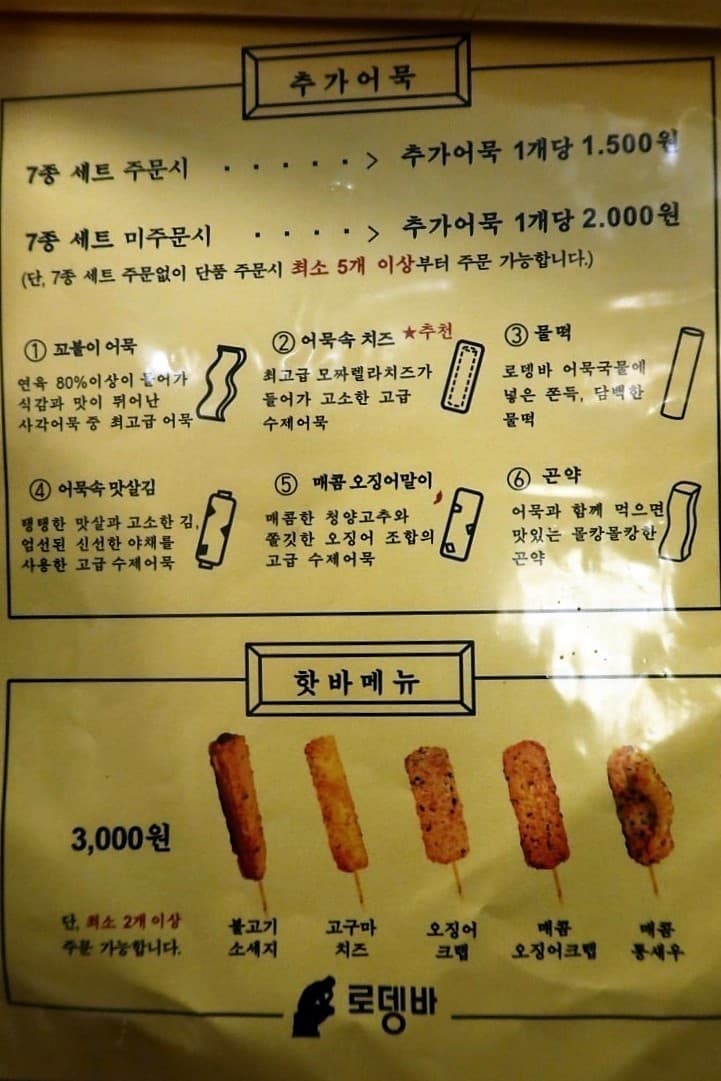 추가어묵
7종 세트 주문시 · · · · · > 추가어묵 1개당 1.500원
7종 세트 미주문시 · · · · > 추가어묵 1개당 2.000원
(단, 7종 세트 주문없이 단품 주문시 최소 5개 이상부터 주문 가능합니다.)
① 꼬불이 어묵
연육 80%이상이 들어가
식감과 맛이 뛰어난
사각어묵 중 최고급 어묵
② 어묵속 치즈 ★추천
최고급 모짜렐라치즈가
들어가 고소한 고급
수제어묵
③ 물떡
로뎅바 어묵국물에
넣은 쫀득, 담백한
물떡
④ 어묵속 맛살김
탱탱한 맛살과 고소한 김,
엄선된 신선한 야채를
사용한 고급 수제어묵
⑤ 매콤 오징어말이
매콤한 청양고추와
쫄깃한 오징어 조합의
고급 수제어묵
⑥ 곤약
어묵과 함께 먹으면
맛있는 몰캉몰캉한
곤약
핫바메뉴
3,000원
단, 최소 2개 이상
주문 가능합니다.
불고기
소세지
고구마
치즈
오징어
크랩
매콤
오징어크랩
매콤
통새우
로뎅바